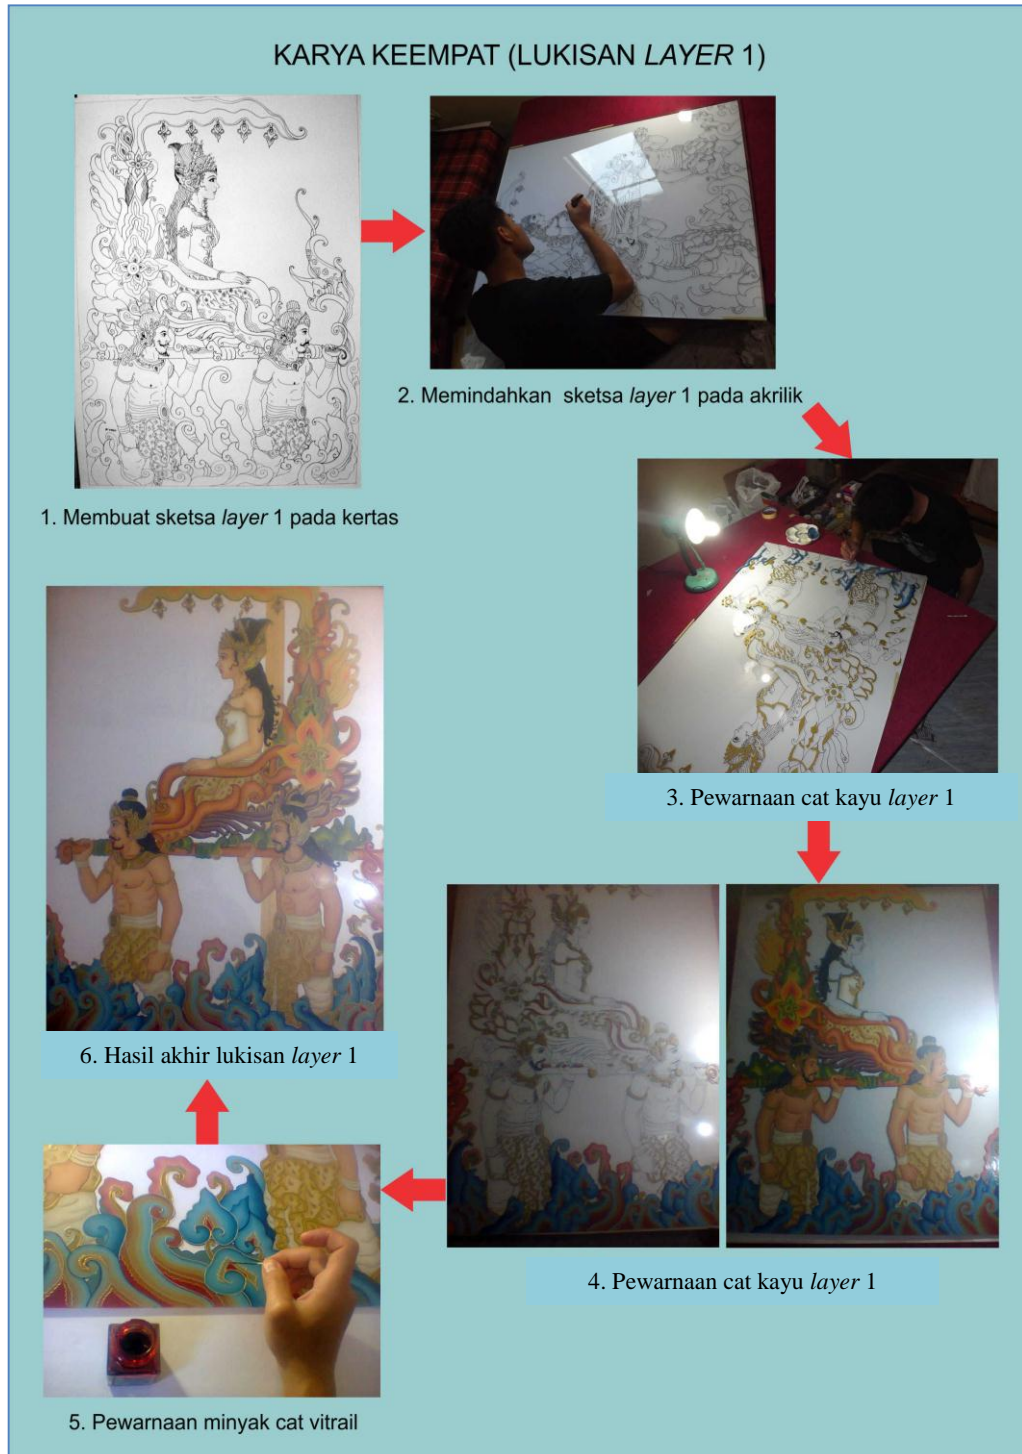 KARYA KEEMPAT (LUKISAN LAYER 1)
1. Membuat sketsa layer 1 pada kertas
2. Memindahkan sketsa layer 1 pada akrilik
3. Pewarnaan cat kayu layer 1
4. Pewarnaan cat kayu layer 1
5. Pewarnaan minyak cat vitrail
6. Hasil akhir lukisan layer 1